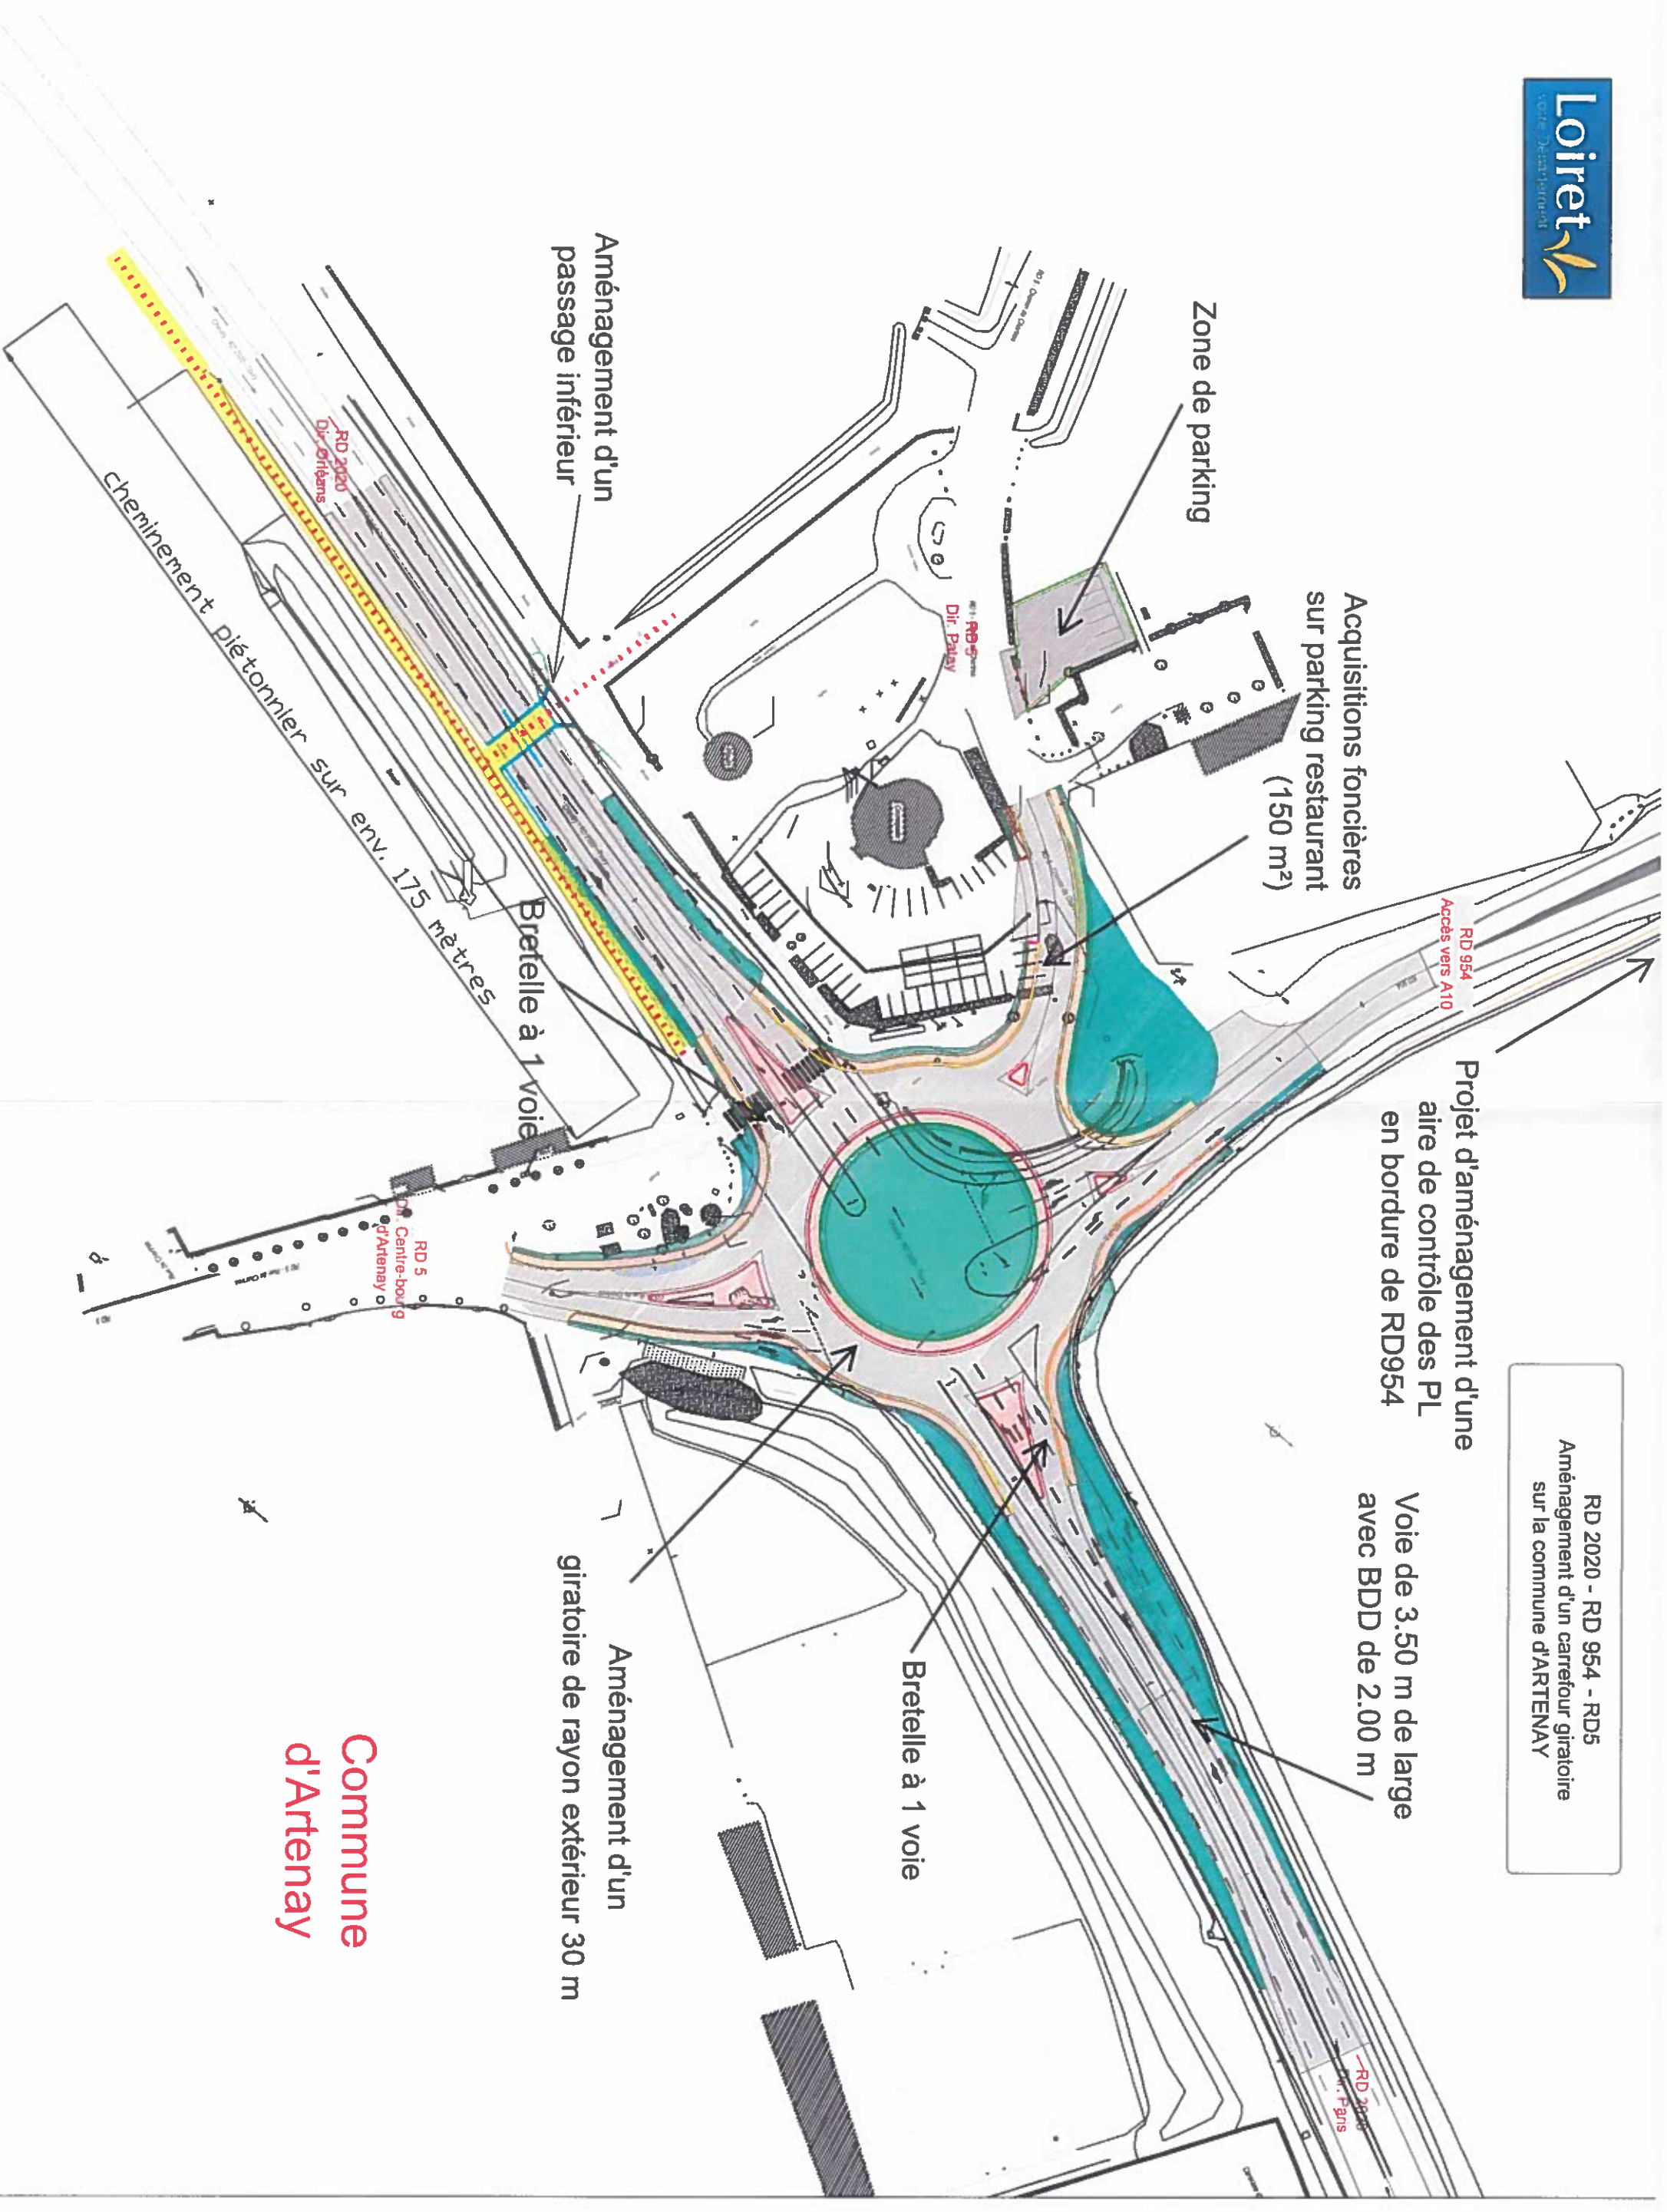 Loiret
votre Département
RD 2020 - RD 954 - RD5
Aménagement d'un carrefour giratoire
sur la commune d'ARTENAY
Zone de parking
Acquisitions foncières
sur parking restaurant
(150 m²)
RD 954
Accès vers A10
Projet d'aménagement d'une
aire de contrôle des PL
en bordure de RD954
Voie de 3.50 m de large
avec BDD de 2.00 m
RD 2020
Dir. Paris
Aménagement d'un
passage inférieur
RD 5
Dir. Patay
RD 2020
Dir. Orléans
cheminement piétonnier sur env. 175 mètres
Bretelle à 1 voie
RD 5
Dir. Centre-bourg
d'Artenay
Bretelle à 1 voie
Aménagement d'un
giratoire de rayon extérieur 30 m
Commune
d'Artenay